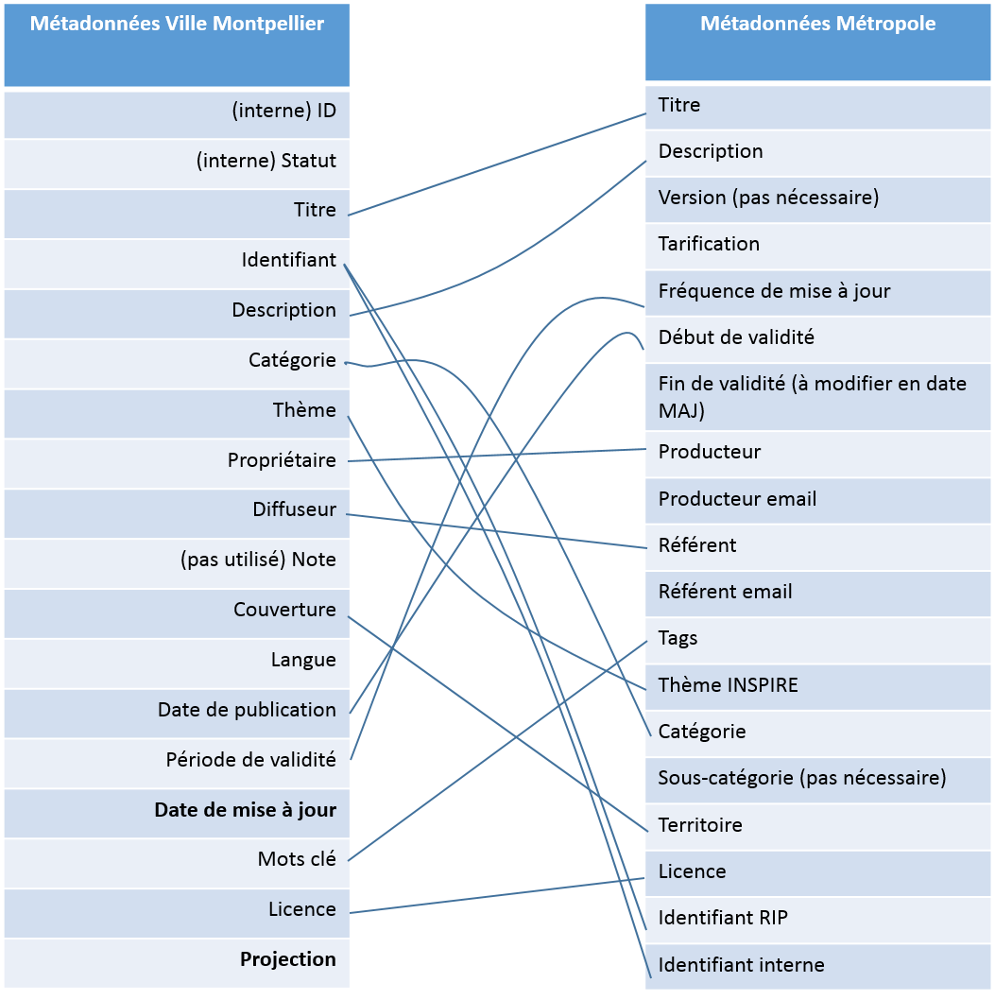 Métadonnées Ville Montpellier
(interne) ID
(interne) Statut
Titre
Identifiant
Description
Catégorie
Thème
Propriétaire
Diffuseur
(pas utilisé) Note
Couverture
Langue
Date de publication
Période de validité
Date de mise à jour
Mots clé
Licence
Projection
Métadonnées Métropole
Titre
Description
Version (pas nécessaire)
Tarification
Fréquence de mise à jour
Début de validité
Fin de validité (à modifier en date
MAJ)
Producteur
Producteur email
Référent
Référent email
Tags
Thème INSPIRE
Catégorie
Sous-catégorie (pas nécessaire)
Territoire
Licence
Identifiant RIP
Identifiant interne